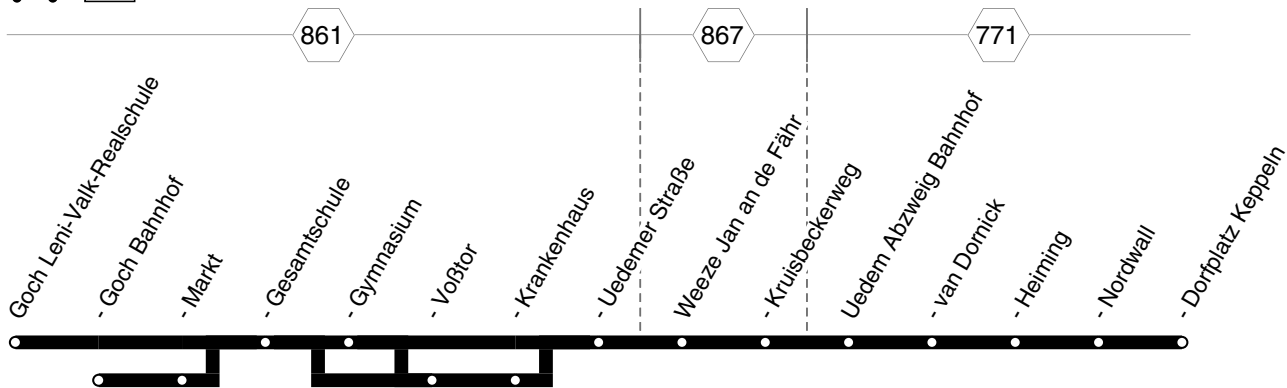 861
867
771
Goch Leni-Valk-Realschule
- Goch Bahnhof
- Markt
- Gesamtschule
- Gymnasium
- Voßtor
- Krankenhaus
- Uedemer Straße
Weeze Jan an de Fähr
- Kruisbeckerweg
Uedem Abzweig Bahnhof
- van Dornick
- Heiming
- Nordwall
- Dorfplatz Keppeln